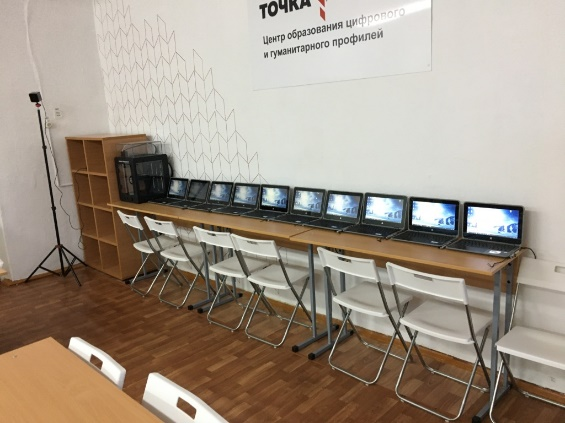 ТОЧКА
Центр образования цифрового
и гуманитарного профилей